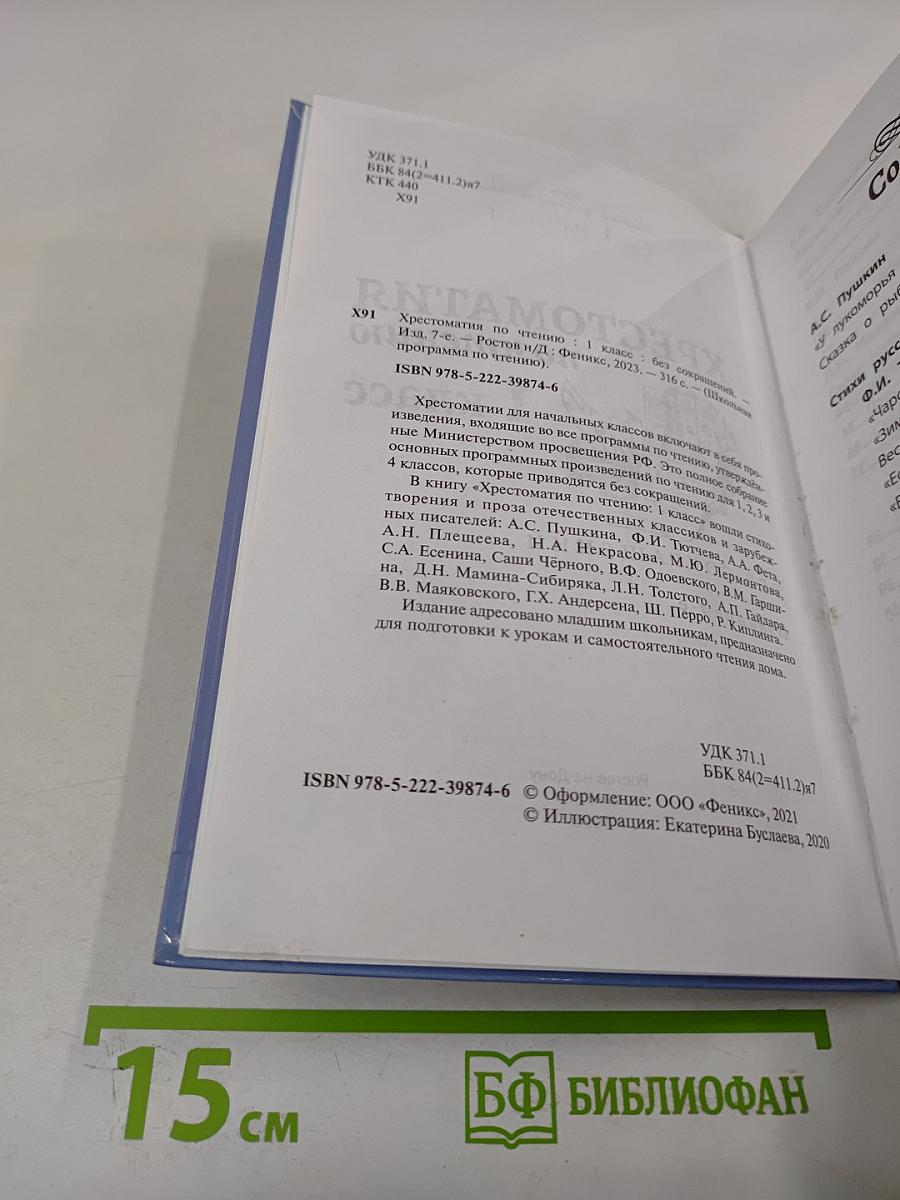 УДК 371.1
ББК 84(2=411.2)я7
КТК 440
Х91
Х91 Хрестоматия по чтению : 1 класс : без сокращений. —
Изд. 7-е. — Ростов н/Д : Феникс, 2023. — 316 с. — (Школьная
программа по чтению).
ISBN 978-5-222-39874-6
Хрестоматии для начальных классов включают в себя про-
изведения, входящие во все программы по чтению, утверждён-
ные Министерством просвещения РФ. Это полное собрание
основных программных произведений по чтению для 1, 2, 3 и
4 классов, которые приводятся без сокращений.
В книгу «Хрестоматия по чтению: 1 класс» вошли стихо-
творения и проза отечественных классиков и зарубеж-
ных писателей: А.С. Пушкина, Ф.И. Тютчева, А.А. Фета,
А.Н. Плещеева, Н.А. Некрасова, М.Ю. Лермонтова,
С.А. Есенина, Саши Чёрного, В.Ф. Одоевского, В.М. Гарши-
на, Д.Н. Мамина-Сибиряка, Л.Н. Толстого, А.П. Гайдара,
В.В. Маяковского, Г.Х. Андерсена, Ш. Перро, Р. Киплинга.
Издание адресовано младшим школьникам, предназначено
для подготовки к урокам и самостоятельного чтения дома.
УДК 371.1
ББК 84(2=411.2)я7
ISBN 978-5-222-39874-6
© Оформление: ООО «Феникс», 2021
© Иллюстрация: Екатерина Буслаева, 2020
А.С. Пушкин
«У лукоморья
Сказка о рыб
Стихи русс
Ф.И.
«Чаро
«Зим
Вес
15 см
БФ БИБЛИОФАН